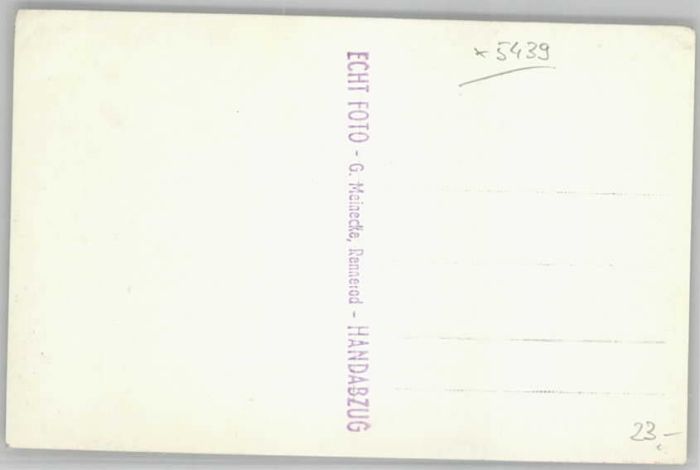 * 5439
ECHT FOTO - G. Meinecke, Rennerod - HANDABZUG
23,-